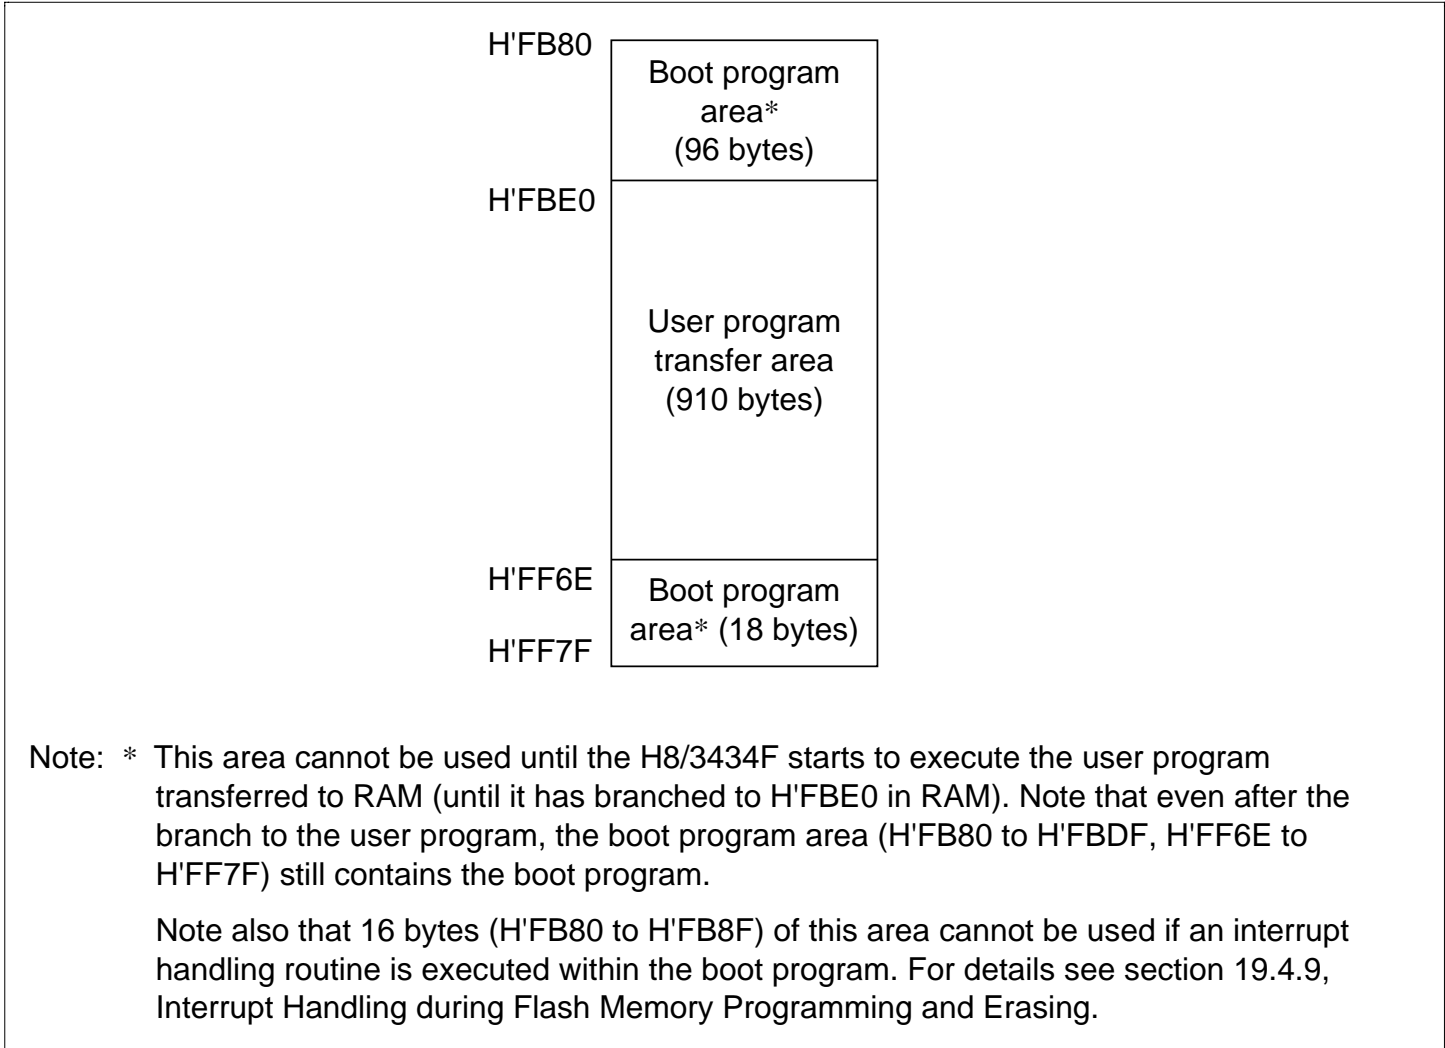 H'FB80
Boot program
area*
(96 bytes)
H'FBE0
User program
transfer area
(910 bytes)
H'FF6E
Boot program
area* (18 bytes)
H'FF7F
Note: * This area cannot be used until the H8/3434F starts to execute the user program
transferred to RAM (until it has branched to H'FBE0 in RAM). Note that even after the
branch to the user program, the boot program area (H'FB80 to H'FBDF, H'FF6E to
H'FF7F) still contains the boot program.
Note also that 16 bytes (H'FB80 to H'FB8F) of this area cannot be used if an interrupt
handling routine is executed within the boot program. For details see section 19.4.9,
Interrupt Handling during Flash Memory Programming and Erasing.